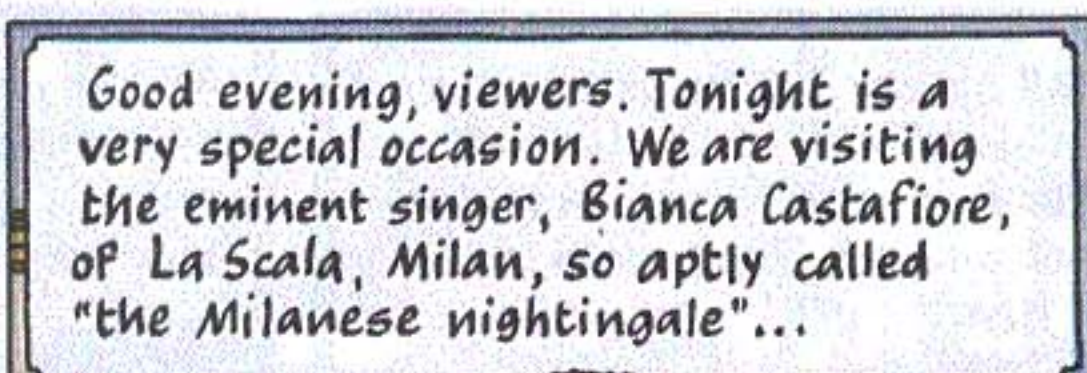 Good evening, viewers. Tonight is a
very special occasion. We are visiting
the eminent singer, Bianca Castafiore,
of La Scala, Milan, so aptly called
"the Milanese nightingale"...